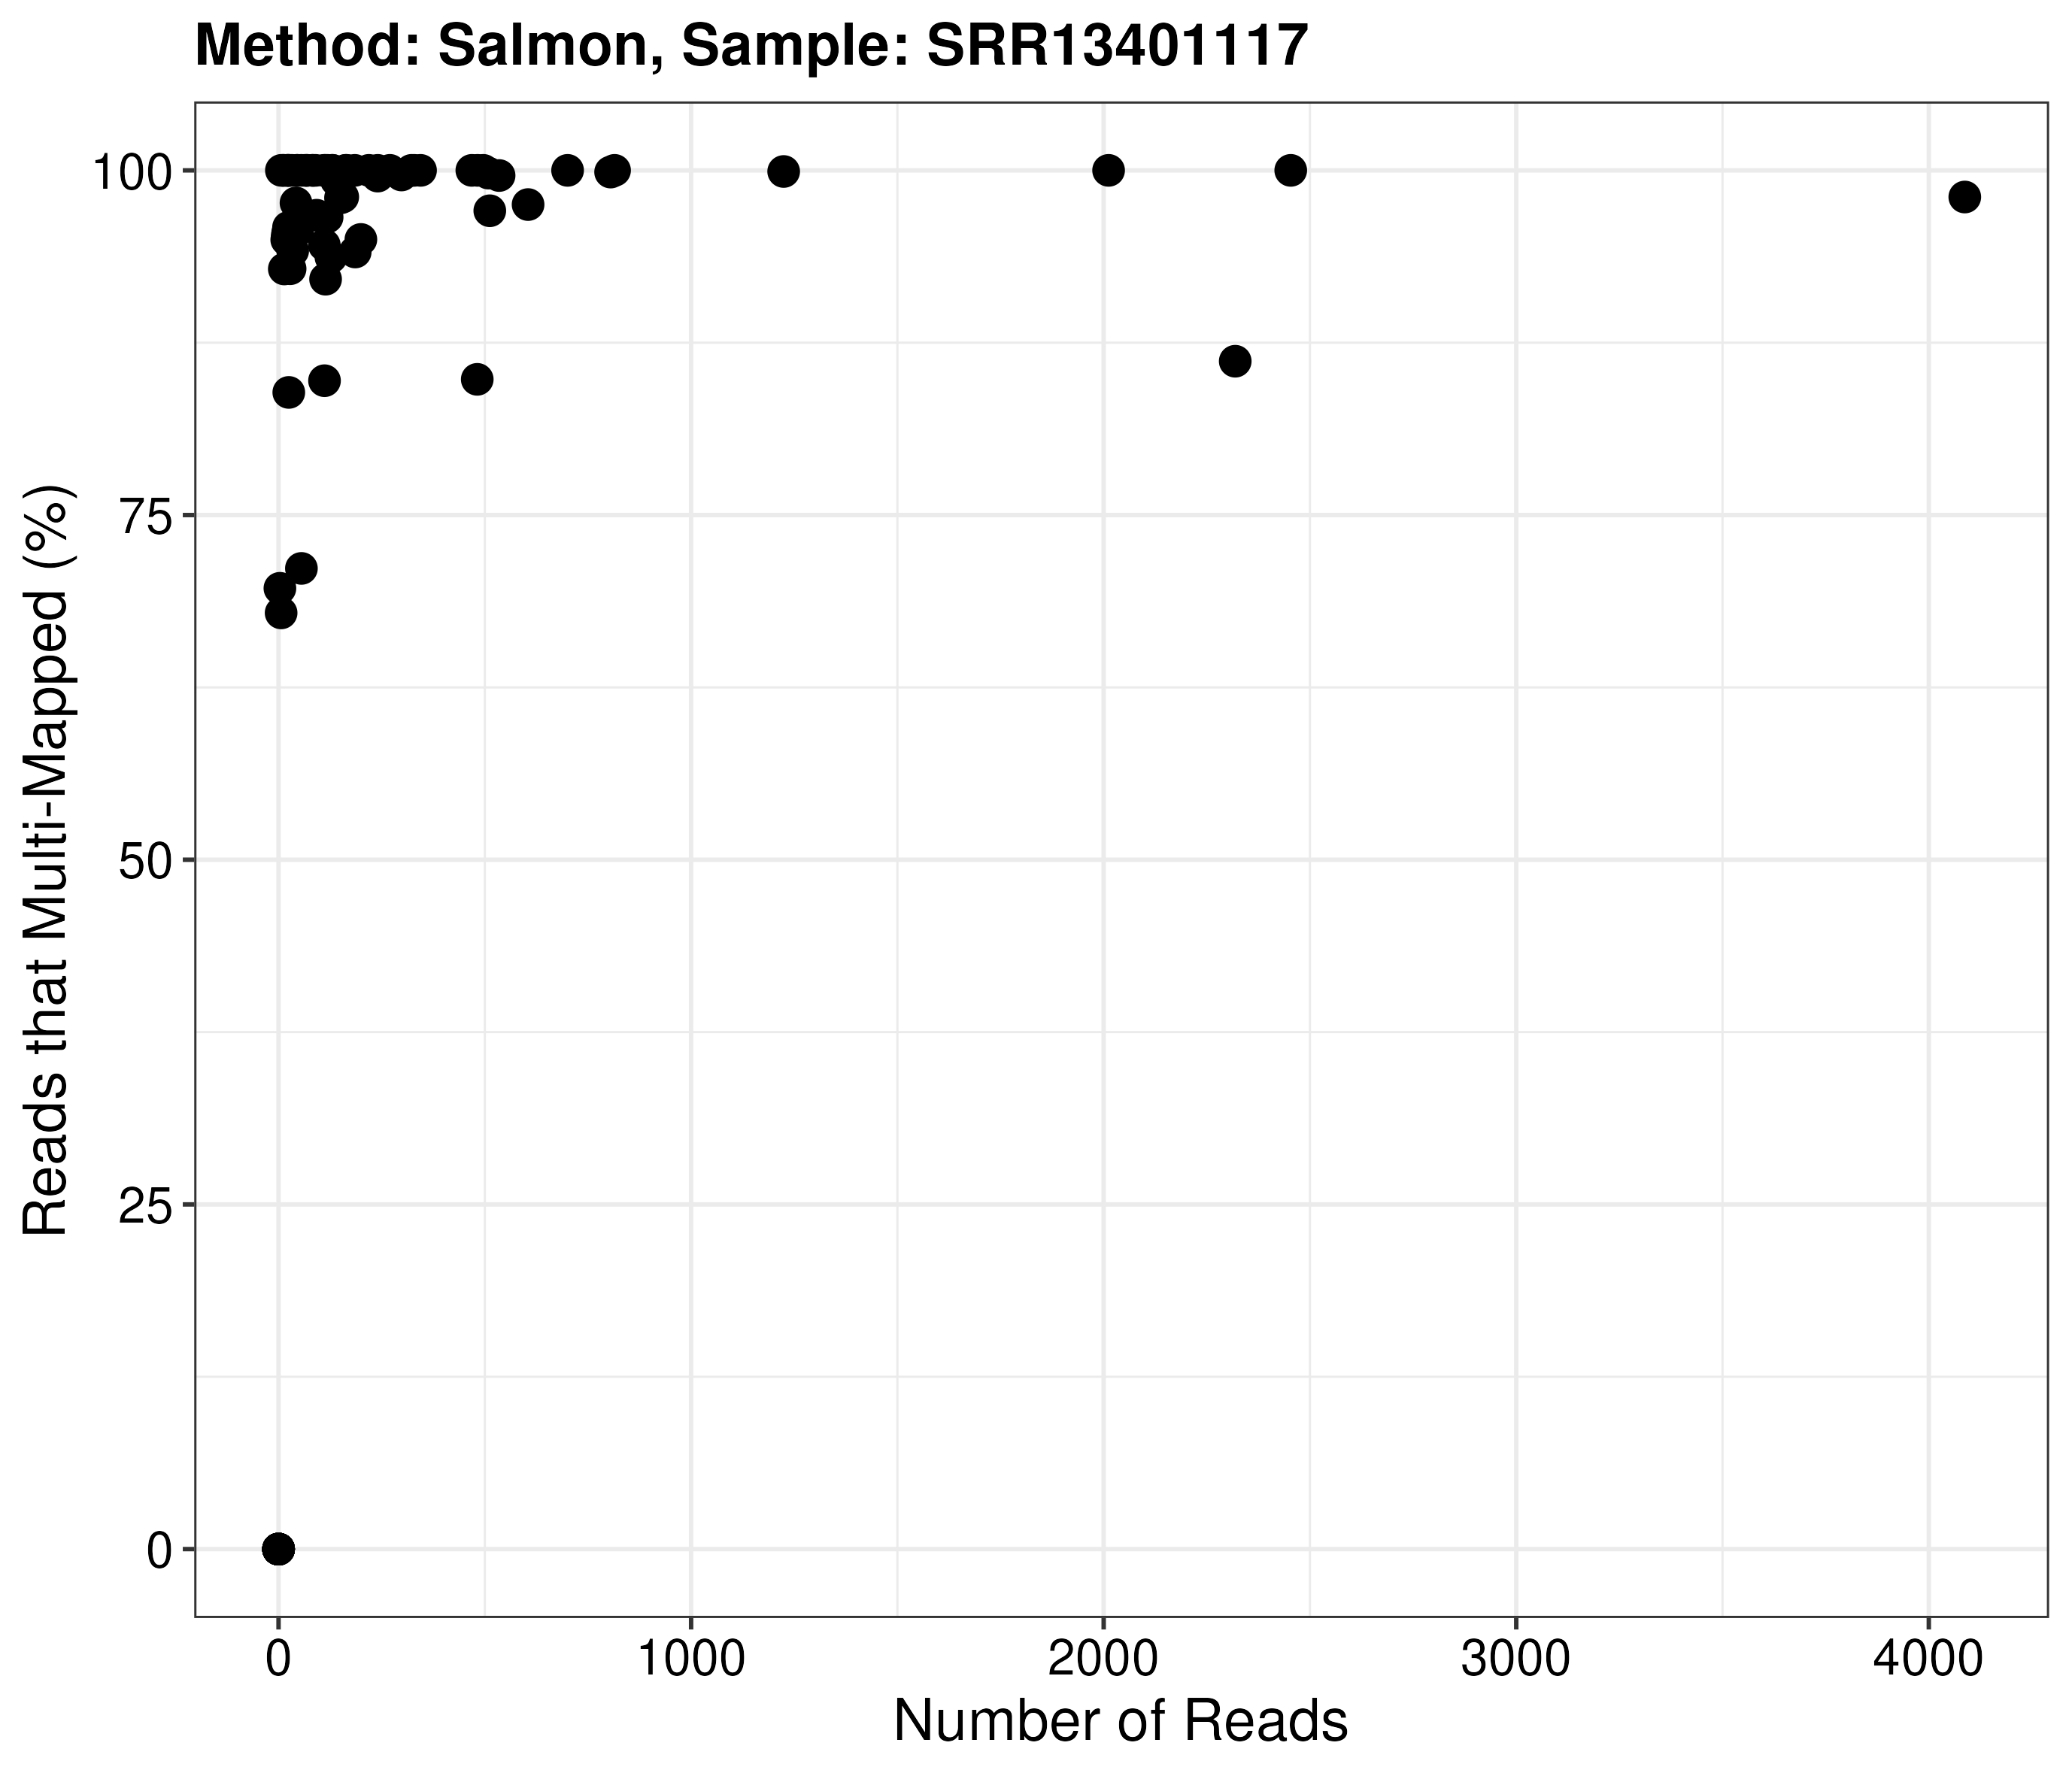 Method: Salmon, Sample: SRR13401117
Reads that Multi-Mapped (%)
100
75
50
25
0
0 1000 2000 3000 4000
Number of Reads